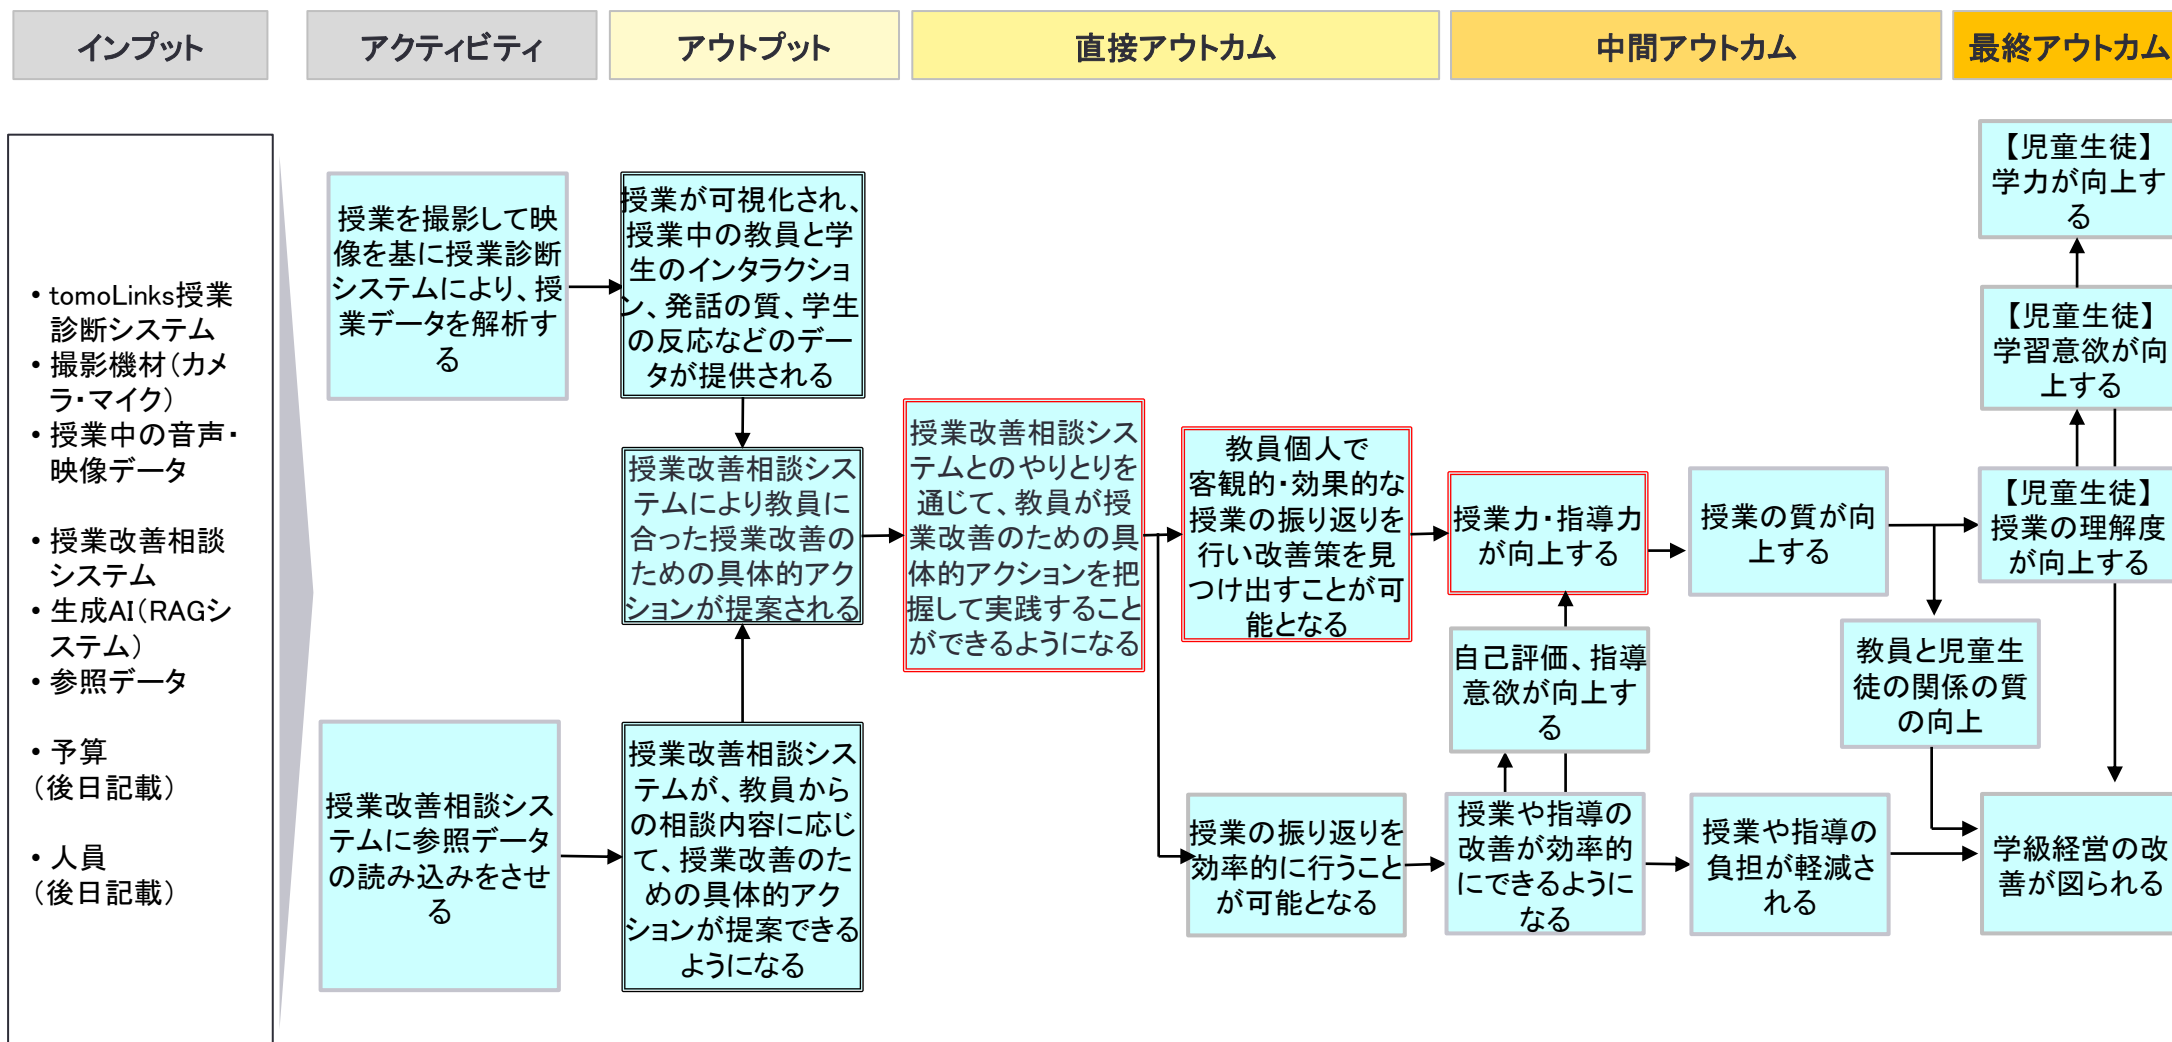 インプット
アクティビティ
アウトプット
直接アウトカム
中間アウトカム
最終アウトカム
• tomoLinks授業
診断システム
• 撮影機材（カメ
ラ・マイク）
• 授業中の音声・
映像データ
• 授業改善相談
システム
• 生成AI（RAGシ
ステム）
• 参照データ
• 予算
（後日記載）
• 人員
（後日記載）
授業を撮影して映
像を基に授業診断
システムにより、授
業データを解析す
る
授業改善相談シス
テムに参照データ
の読み込みをさせ
る
授業が可視化され、
授業中の教員と学
生のインタラクショ
ン、発話の質、学生
の反応などのデー
タが提供される
授業改善相談シス
テムにより教員に
合った授業改善の
ための具体的アク
ションが提案される
授業改善相談シス
テムが、教員から
の相談内容に応じ
て、授業改善のた
めの具体的アク
ションが提案できる
ようになる
授業改善相談シス
テムとのやりとりを
通じて、教員が授
業改善のための具
体的アクションを把
握して実践すること
ができるようになる
教員個人で
客観的・効果的な
授業の振り返りを
行い改善策を見
つけ出すことが可
能となる
授業の振り返りを
効率的に行うこと
が可能となる
授業力・指導力
が向上する
自己評価、指導
意欲が向上す
る
授業や指導の
改善が効率的
にできるように
なる
授業の質が向
上する
教員と児童生
徒の関係の質
の向上
授業や指導の
負担が軽減さ
れる
【児童生徒】
学力が向上す
る
【児童生徒】
学習意欲が向
上する
【児童生徒】
授業の理解度
が向上する
学級経営の改
善が図られる